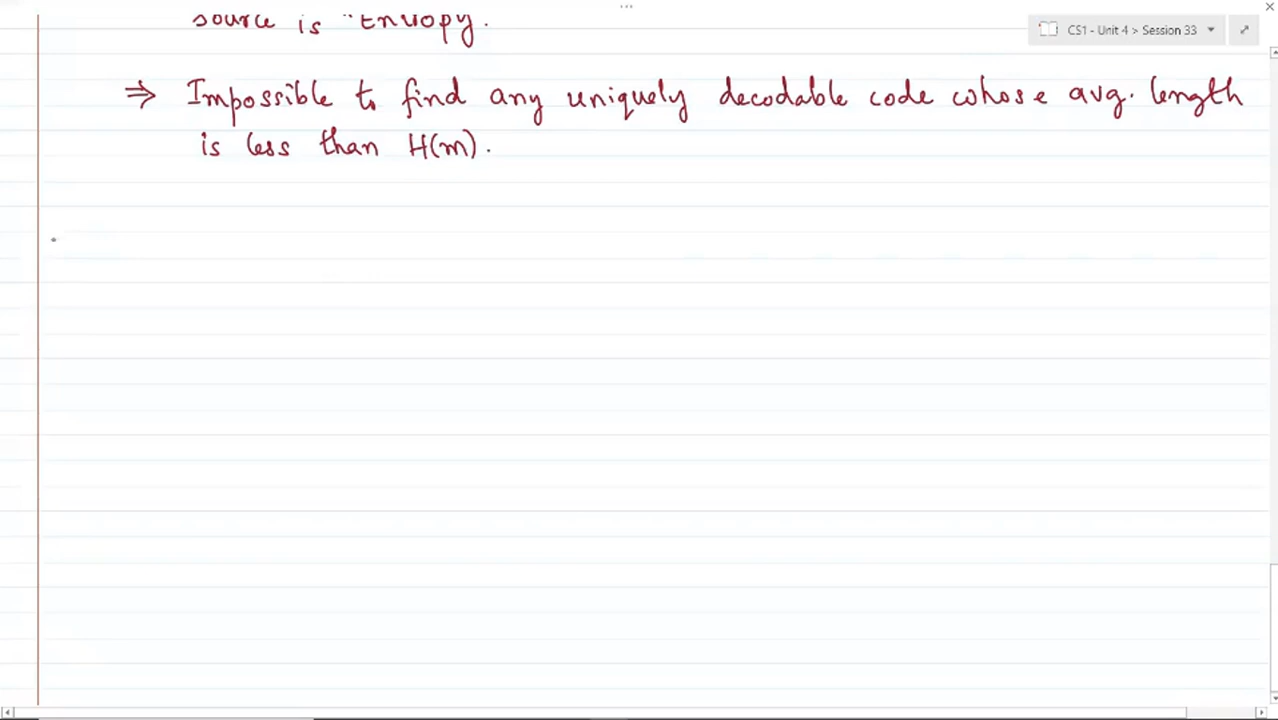 source is "Entropy.
CS1 - Unit 4 > Session 33
⇒ Impossible to find any uniquely decodable code whose avg. length
is less than H(m).